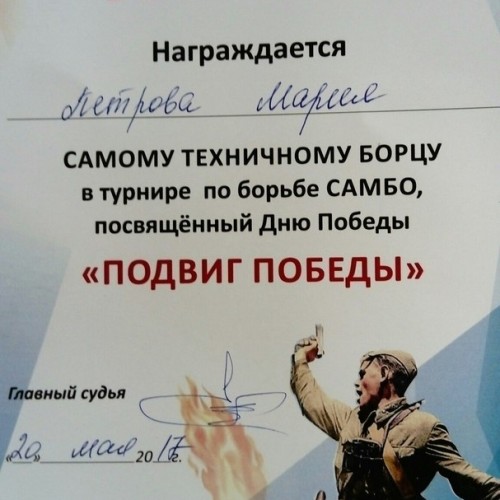 Награждается
Петрова Мария
САМОМУ ТЕХНИЧНОМУ БОРЦУ
в турнире по борьбе САМБО,
посвящённый Дню Победы
«ПОДВИГ ПОБЕДЫ»
Главный судья
«20» мая 2017г.